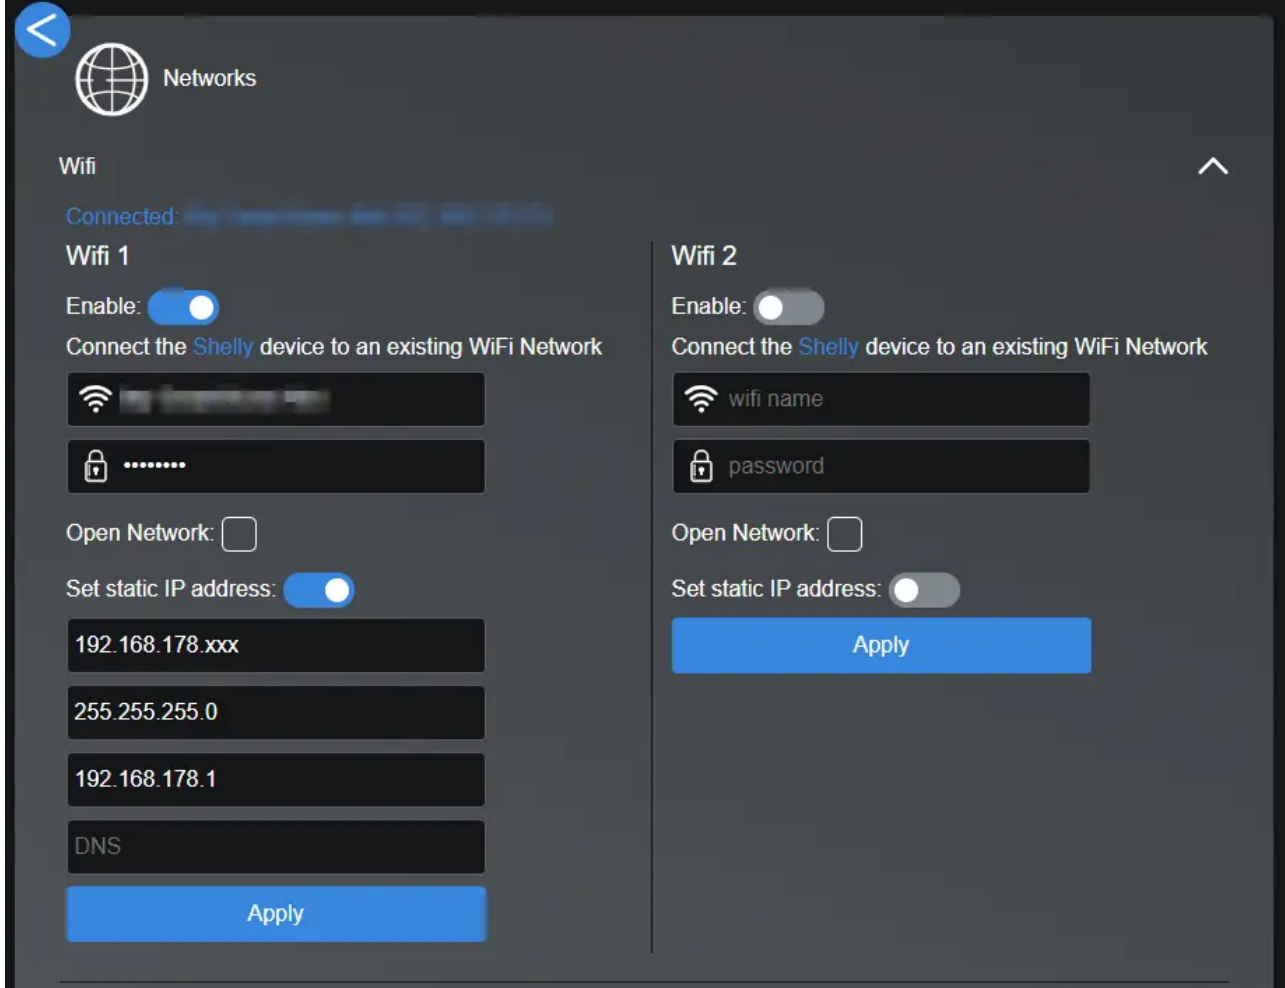 Networks
Wifi
Connected:
Wifi 1
Enable:
Connect the Shelly device to an existing WiFi Network
••••••••
Open Network:
Set static IP address:
192.168.178.xxx
255.255.255.0
192.168.178.1
DNS
Apply
Wifi 2
Enable:
Connect the Shelly device to an existing WiFi Network
wifi name
password
Open Network:
Set static IP address:
Apply